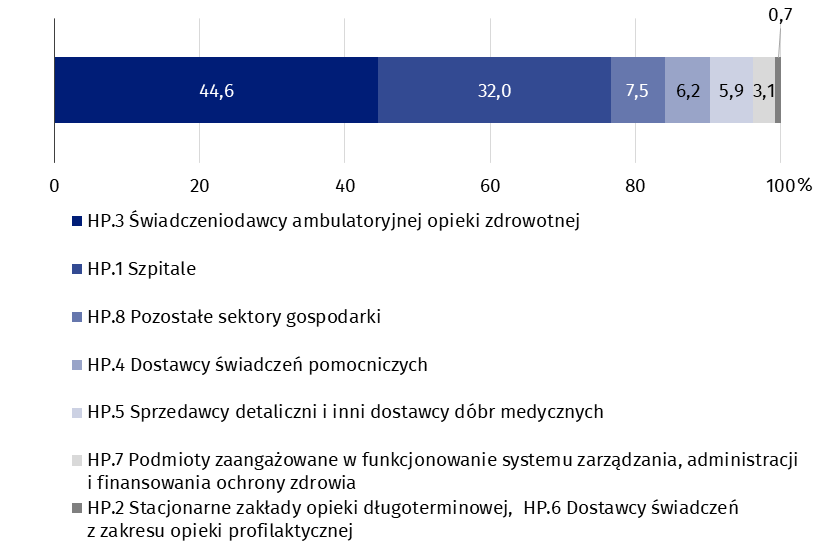 0,7
44,6 32,0 7,5 6,2 5,9 3,1
0 20 40 60 80 100%
HP.3 Świadczeniodawcy ambulatoryjnej opieki zdrowotnej
HP.1 Szpitale
HP.8 Pozostałe sektory gospodarki
HP.4 Dostawcy świadczeń pomocniczych
HP.5 Sprzedawcy detaliczni i inni dostawcy dóbr medycznych
HP.7 Podmioty zaangażowane w funkcjonowanie systemu zarządzania, administracji
i finansowania ochrony zdrowia
HP.2 Stacjonarne zakłady opieki długoterminowej, HP.6 Dostawcy świadczeń
z zakresu opieki profilaktycznej